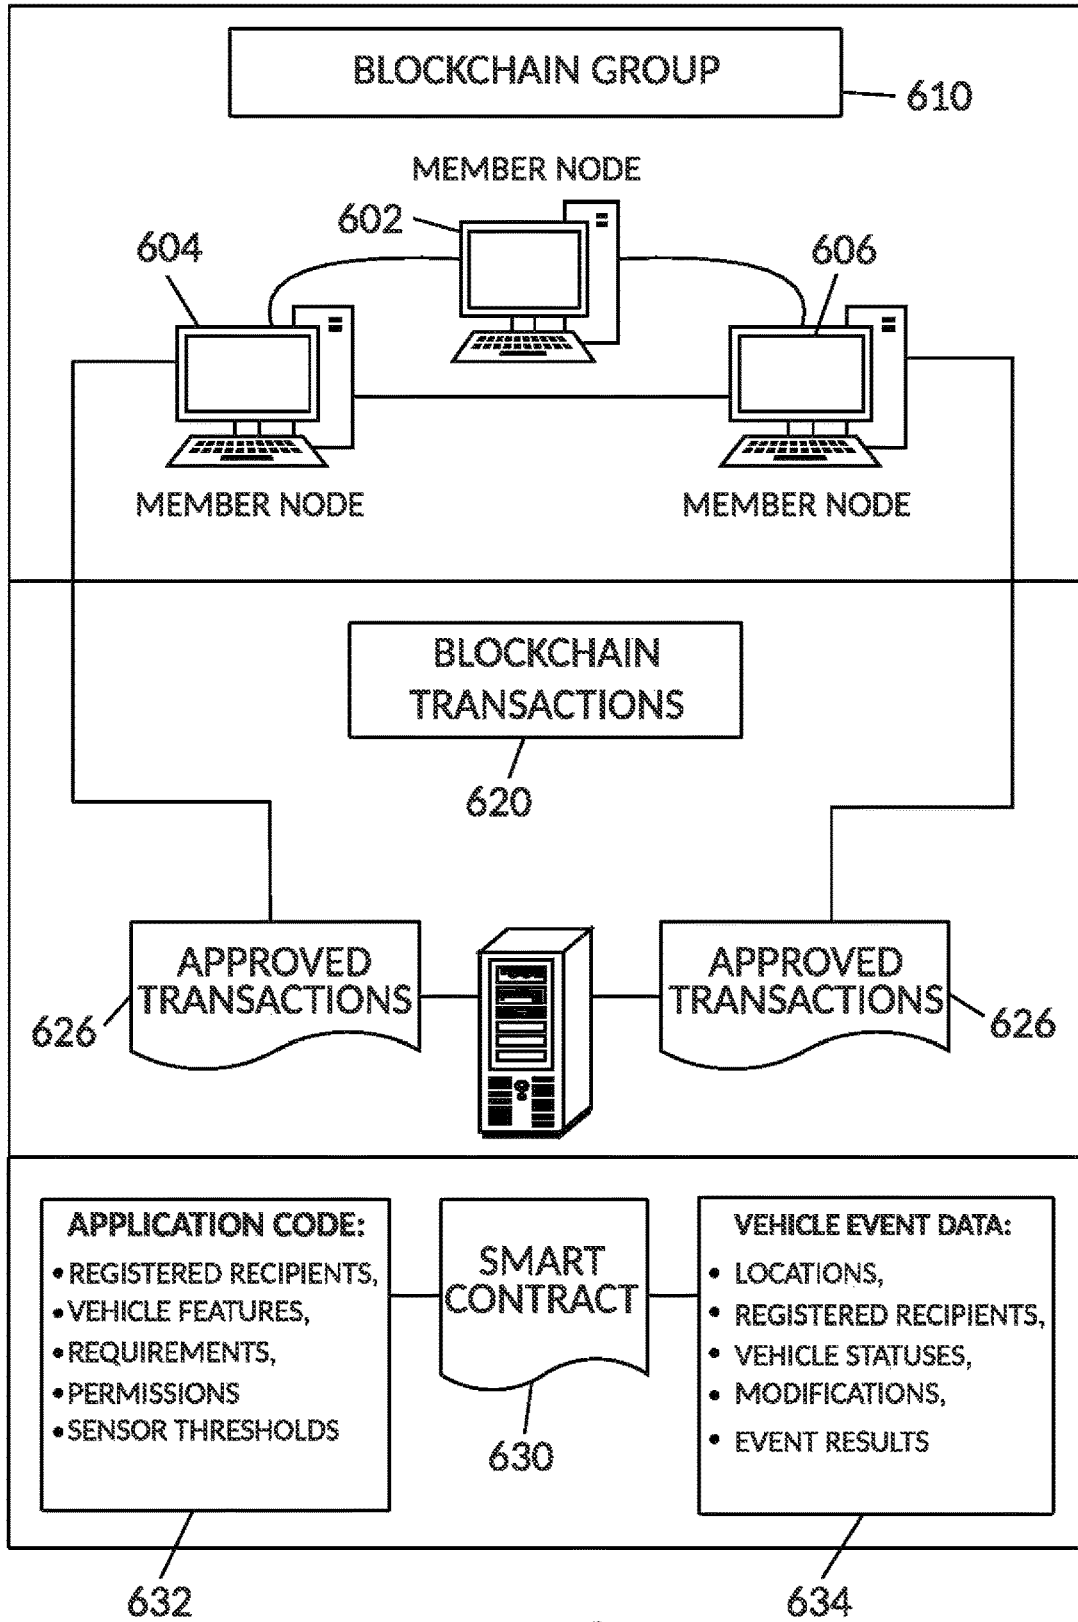 BLOCKCHAIN GROUP
610
MEMBER NODE
602
604
606
MEMBER NODE
MEMBER NODE
BLOCKCHAIN
TRANSACTIONS
620
APPROVED
TRANSACTIONS
626
APPROVED
TRANSACTIONS
626
APPLICATION CODE:
• REGISTERED RECIPIENTS,
• VEHICLE FEATURES,
• REQUIREMENTS,
• PERMISSIONS
• SENSOR THRESHOLDS
632
SMART
CONTRACT
630
VEHICLE EVENT DATA:
• LOCATIONS,
• REGISTERED RECIPIENTS,
• VEHICLE STATUSES,
• MODIFICATIONS,
• EVENT RESULTS
634